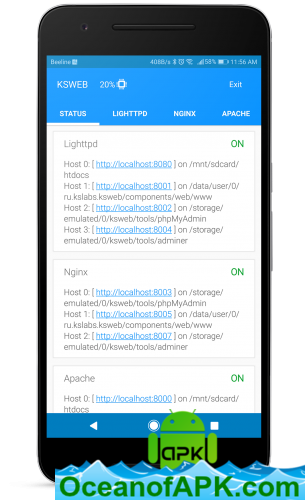 Beeline 408B/s 58% 11:56 AM
KSWEB 20% Exit
STATUS LIGHTTPD NGINX APACHE
Lighttpd ON
Host 0: [ http://localhost:8080 ] on /mnt/sdcard/
htdocs
Host 1: [ http://localhost:8001 ] on /data/user/0/
ru.kslabs.ksweb/components/web/www
Host 2: [ http://localhost:8002 ] on /storage/
emulated/0/ksweb/tools/phpMyAdmin
Host 3: [ http://localhost:8004 ] on /storage/
emulated/0/ksweb/tools/adminer
Nginx ON
Host 0: [ http://localhost:8003 ] on /storage/
emulated/0/ksweb/tools/phpMyAdmin
Host 1: [ http://localhost:8005 ] on /data/user/0/
ru.kslabs.ksweb/components/web/www
Host 2: [ http://localhost:8007 ] on /storage/
emulated/0/ksweb/tools/adminer
Apache ON
Host 0: [ http://localhost:8000 ] on /mnt/sdcard/
htdocs
apk
OceanofAPK.com